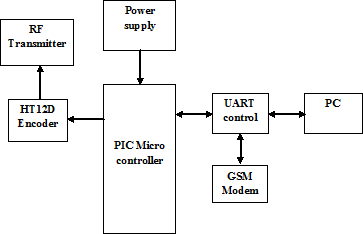 RF
Transmitter
Power
supply
HT12D
Encoder
PIC Micro
controller
UART
control
PC
GSM
Modem